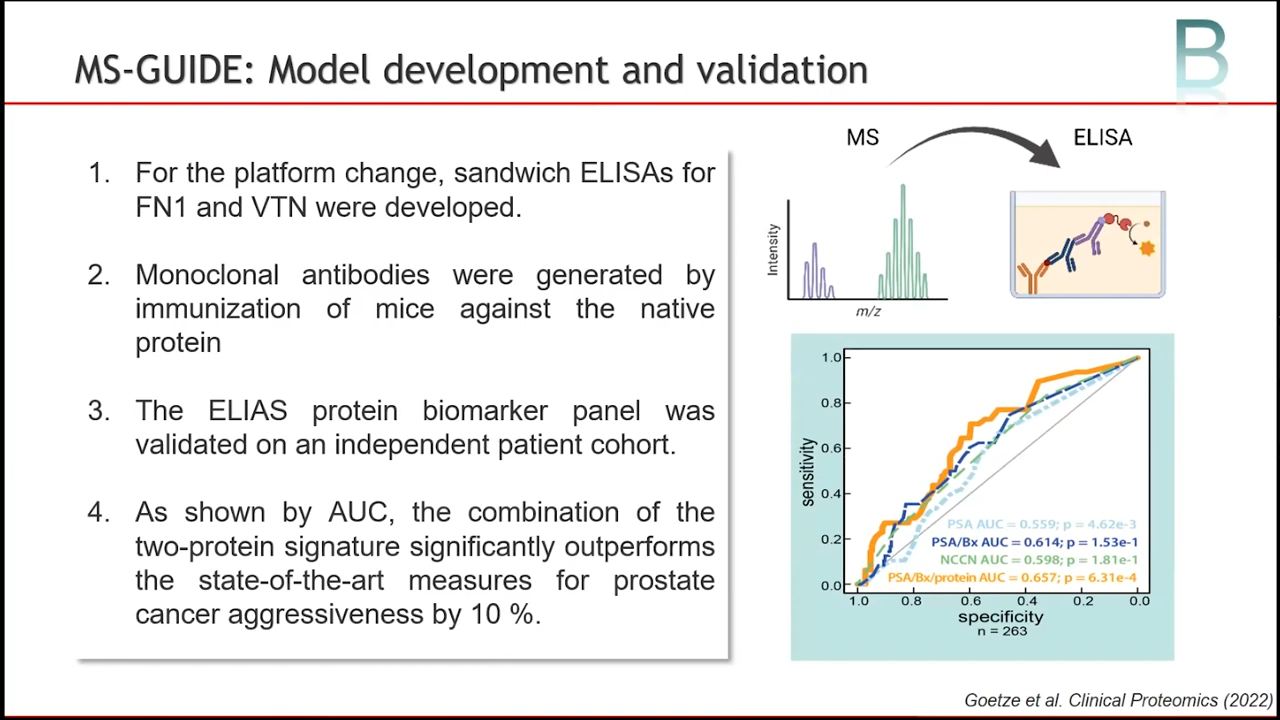 MS-GUIDE: Model development and validation
B
1. For the platform change, sandwich ELISAs for
FN1 and VTN were developed.
2. Monoclonal antibodies were generated by
immunization of mice against the native
protein
3. The ELIAS protein biomarker panel was
validated on an independent patient cohort.
4. As shown by AUC, the combination of the
two-protein signature significantly outperforms
the state-of-the-art measures for prostate
cancer aggressiveness by 10 %.
MS
ELISA
Intensity
m/z
sensitivity
1.0
0.8
0.6
0.4
0.2
0.0
PSA AUC = 0.559; p = 4.62e-3
PSA/Bx AUC = 0.614; p = 1.53e-1
NCCN AUC = 0.598; p = 1.81e-1
PSA/Bx/protein AUC = 0.657; p = 6.31e-4
1.0 0.8 0.6 0.4 0.2 0.0
specificity
n = 263
Goetze et al. Clinical Proteomics (2022)